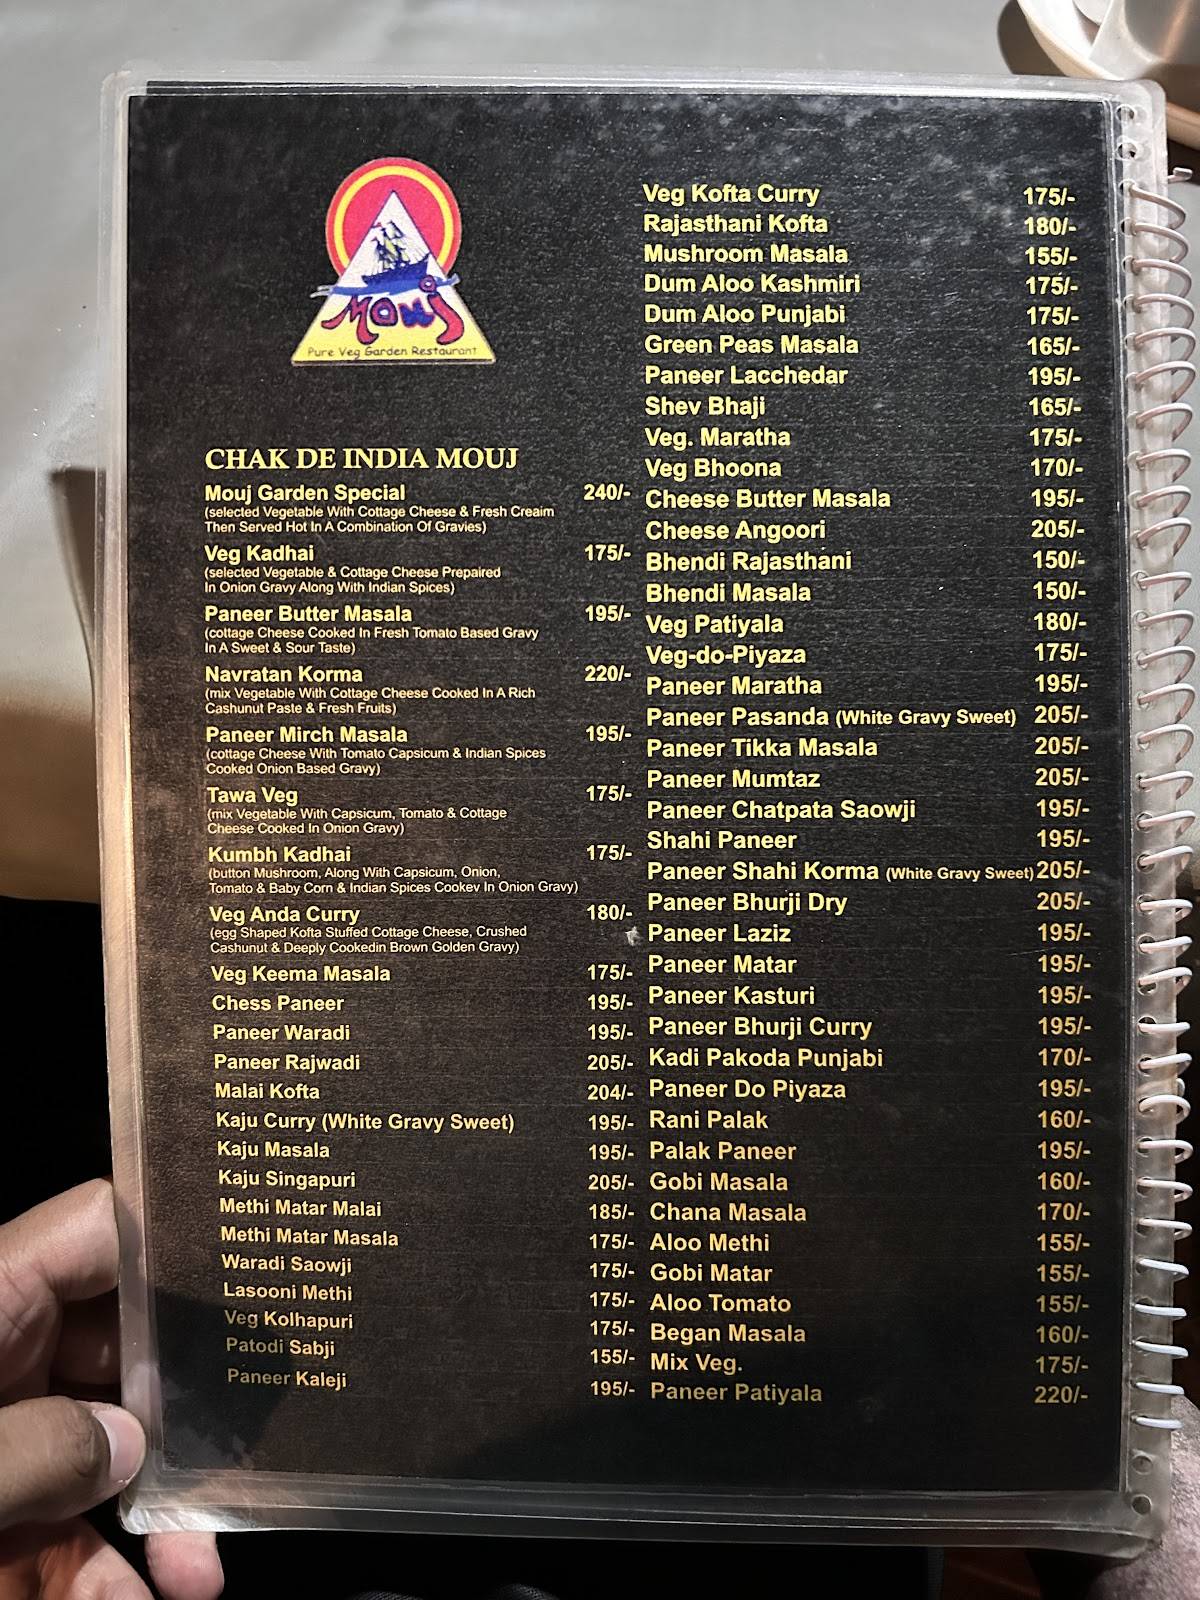 Mouj
Pure Veg Garden Restaurant
CHAK DE INDIA MOUJ
Mouj Garden Special 240/-
(selected Vegetable With Cottage Cheese & Fresh Creaim
Then Served Hot In A Combination Of Gravies)
Veg Kadhai 175/-
(selected Vegetable & Cottage Cheese Prepaired
In Onion Gravy Along With Indian Spices)
Paneer Butter Masala 195/-
(cottage Cheese Cooked In Fresh Tomato Based Gravy
In A Sweet & Sour Taste)
Navratan Korma 220/-
(mix Vegetable With Cottage Cheese Cooked In A Rich
Cashunut Paste & Fresh Fruits)
Paneer Mirch Masala 195/-
(cottage Cheese With Tomato Capsicum & Indian Spices
Cooked Onion Based Gravy)
Tawa Veg 175/-
(mix Vegetable With Capsicum, Tomato & Cottage
Cheese Cooked In Onion Gravy)
Kumbh Kadhai 175/-
(button Mushroom, Along With Capsicum, Onion,
Tomato & Baby Corn & Indian Spices Cookev In Onion Gravy)
Veg Anda Curry 180/-
(egg Shaped Kofta Stuffed Cottage Cheese, Crushed
Cashunut & Deeply Cookedin Brown Golden Gravy)
Veg Keema Masala 175/-
Chess Paneer 195/-
Paneer Waradi 195/-
Paneer Rajwadi 205/-
Malai Kofta 204/-
Kaju Curry (White Gravy Sweet) 195/-
Kaju Masala 195/-
Kaju Singapuri 205/-
Methi Matar Malai 185/-
Methi Matar Masala 175/-
Waradi Saowji 175/-
Lasooni Methi 175/-
Veg Kolhapuri 175/-
Patodi Sabji 155/-
Paneer Kaleji 195/-
Veg Kofta Curry 175/-
Rajasthani Kofta 180/-
Mushroom Masala 155/-
Dum Aloo Kashmiri 175/-
Dum Aloo Punjabi 175/-
Green Peas Masala 165/-
Paneer Lacchedar 195/-
Shev Bhaji 165/-
Veg. Maratha 175/-
Veg Bhoona 170/-
Cheese Butter Masala 195/-
Cheese Angoori 205/-
Bhendi Rajasthani 150/-
Bhendi Masala 150/-
Veg Patiyala 180/-
Veg-do-Piyaza 175/-
Paneer Maratha 195/-
Paneer Pasanda (White Gravy Sweet) 205/-
Paneer Tikka Masala 205/-
Paneer Mumtaz 205/-
Paneer Chatpata Saowji 195/-
Shahi Paneer 195/-
Paneer Shahi Korma (White Gravy Sweet) 205/-
Paneer Bhurji Dry 205/-
Paneer Laziz 195/-
Paneer Matar 195/-
Paneer Kasturi 195/-
Paneer Bhurji Curry 195/-
Kadi Pakoda Punjabi 170/-
Paneer Do Piyaza 195/-
Rani Palak 160/-
Palak Paneer 195/-
Gobi Masala 160/-
Chana Masala 170/-
Aloo Methi 155/-
Gobi Matar 155/-
Aloo Tomato 155/-
Began Masala 160/-
Mix Veg. 175/-
Paneer Patiyala 220/-